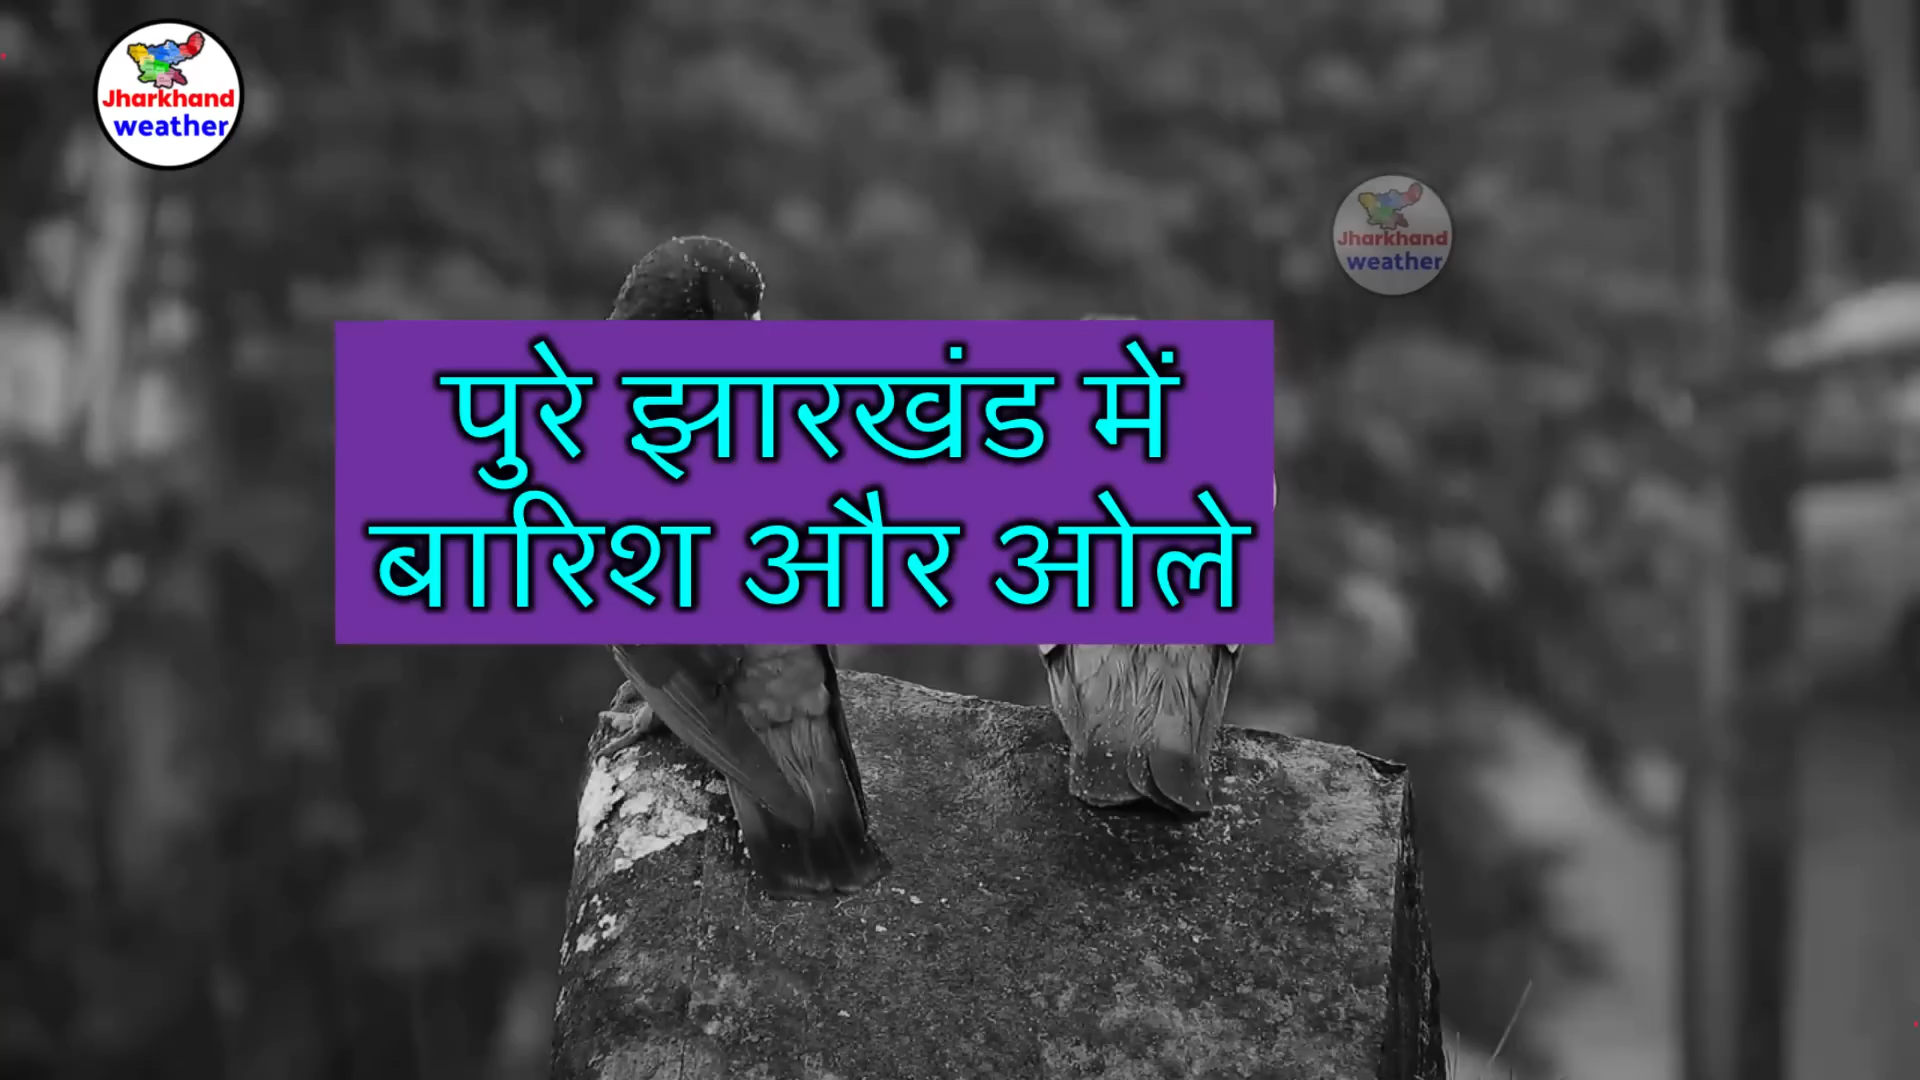 Jharkhand
weather
Jharkhand
weather
पुरे झारखंड में
बारिश और ओले